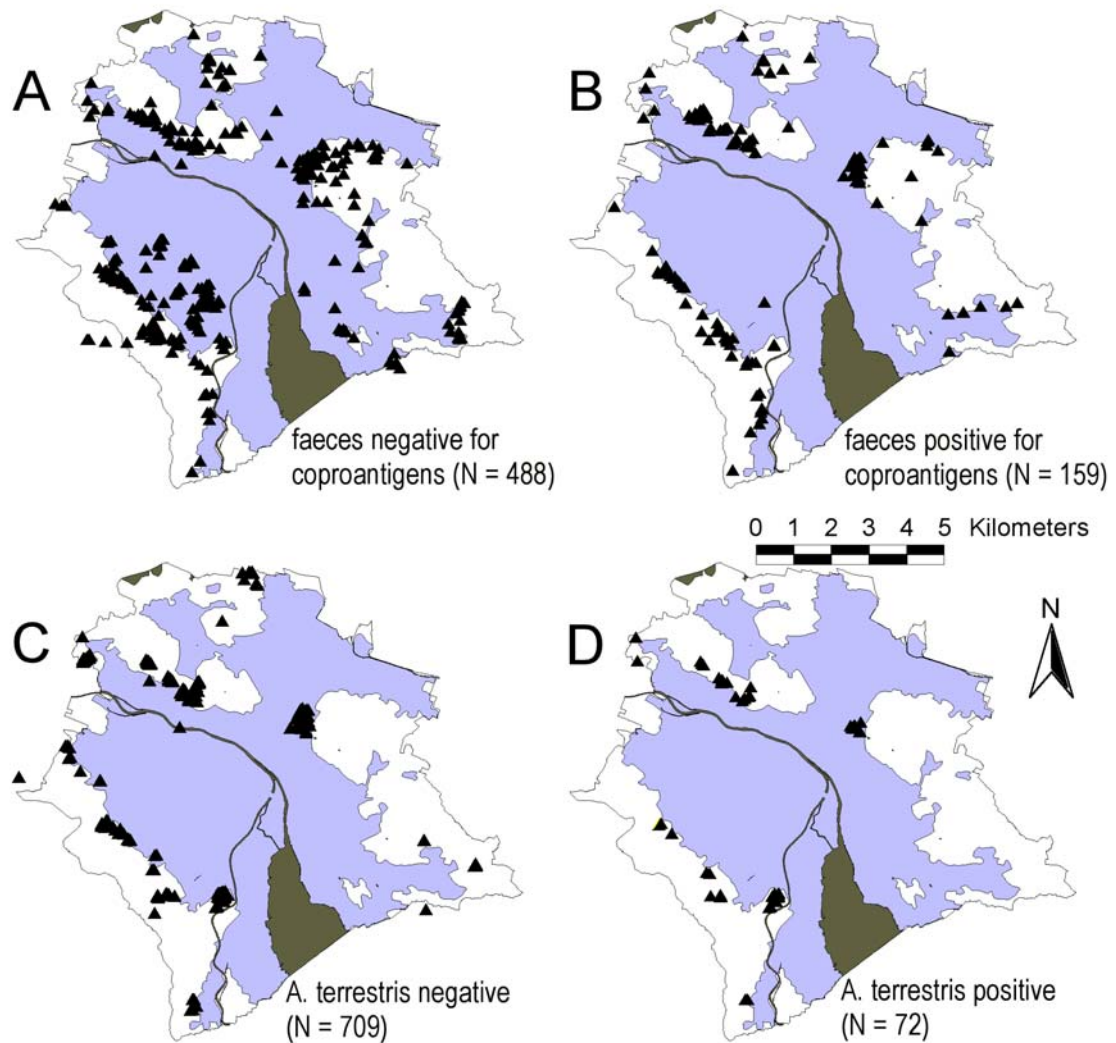 A
B
faeces negative for
coproantigens (N = 488)
faeces positive for
coproantigens (N = 159)
0 1 2 3 4 5 Kilometers
N
C
D
A. terrestris negative
(N = 709)
A. terrestris positive
(N = 72)